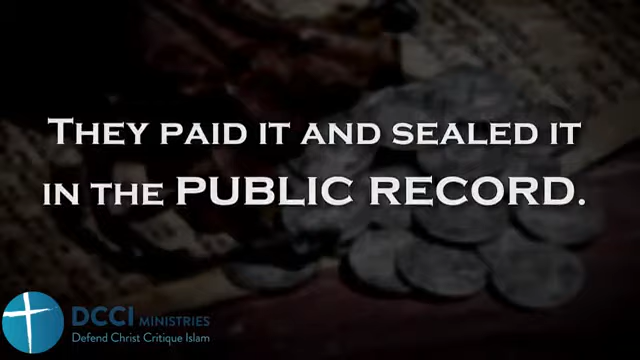 THEY PAID IT AND SEALED IT
IN THE PUBLIC RECORD.
DCCI MINISTRIES
Defend Christ Critique Islam